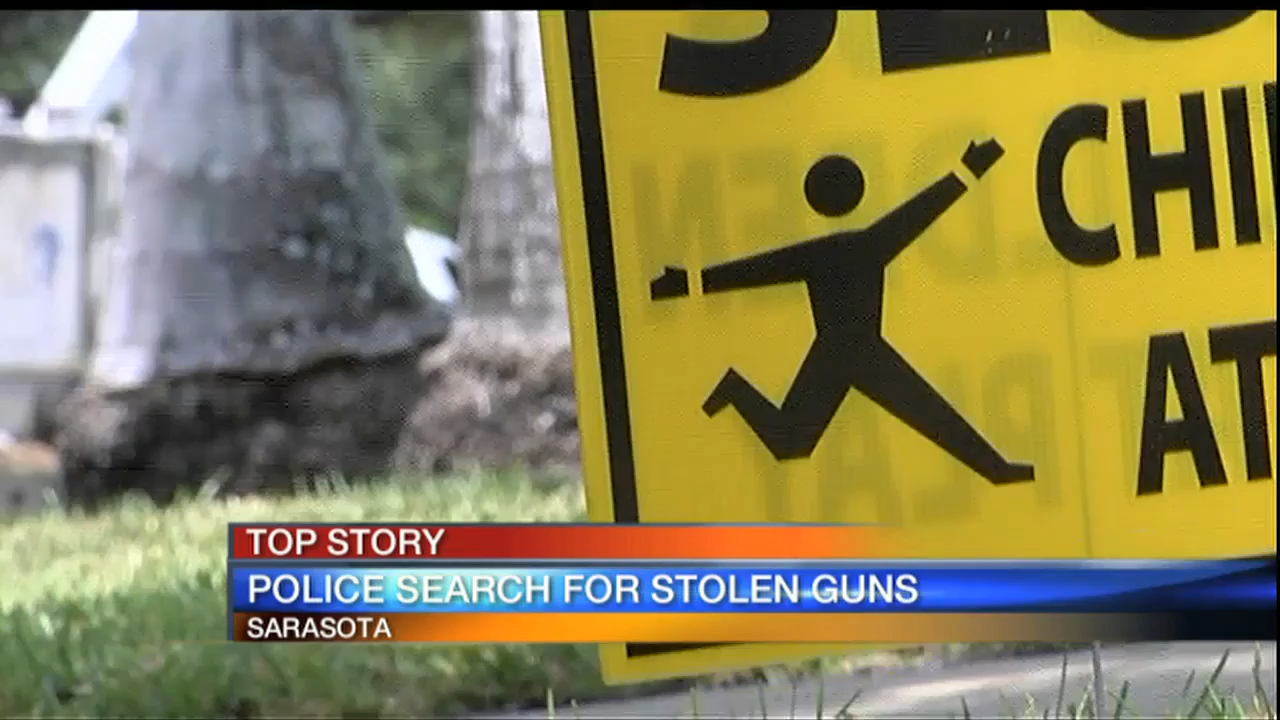 CHI
AT
TOP STORY
POLICE SEARCH FOR STOLEN GUNS
SARASOTA